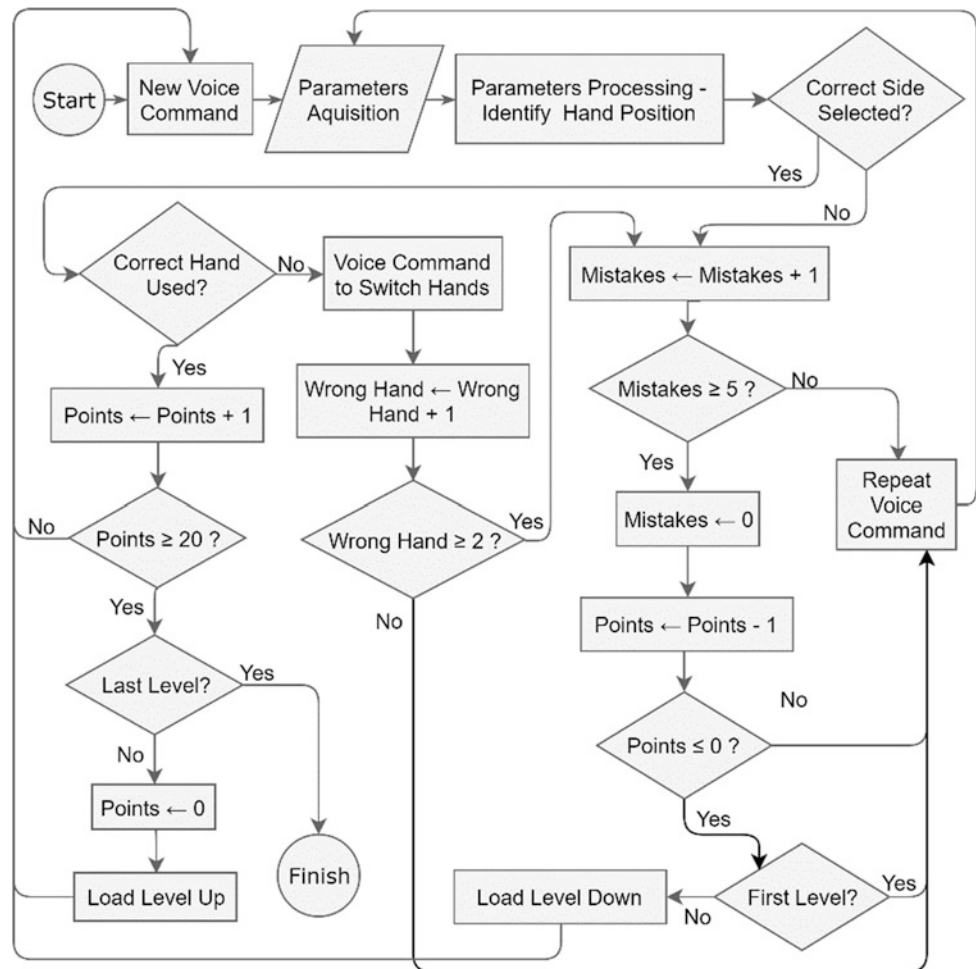 Start
New Voice
Command
Parameters
Aquisition
Parameters Processing -
Identify Hand Position
Correct Side
Selected?
Yes
No
Correct Hand
Used?
No
Voice Command
to Switch Hands
Mistakes ← Mistakes + 1
Yes
Points ← Points + 1
Wrong Hand ← Wrong
Hand + 1
Mistakes ≥ 5 ?
No
Yes
Repeat
Voice
Command
No
Points ≥ 20 ?
Wrong Hand ≥ 2 ?
Yes
Mistakes ← 0
Yes
No
Points ← Points - 1
Last Level?
Yes
No
No
Points ≤ 0 ?
Points ← 0
Yes
Finish
Load Level Up
Load Level Down
No
First Level?
Yes